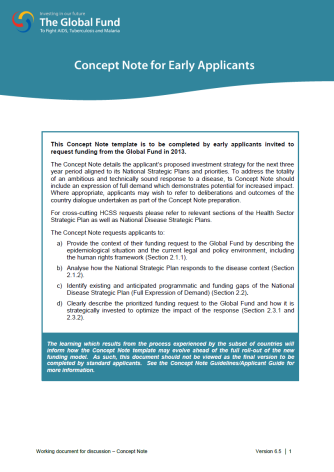 Investing in our future
The Global Fund
To Fight AIDS, Tuberculosis and Malaria
Concept Note for Early Applicants
This Concept Note template is to be completed by early applicants invited to
request funding from the Global Fund in 2013.
The Concept Note details the applicant's proposed investment strategy for the next three
year period aligned to its National Strategic Plans and priorities. To address the totality
of an ambitious and technically sound response to a disease, ts Concept Note should
include an expression of full demand which demonstrates potential for increased impact.
Where appropriate, applicants may wish to refer to deliberations and outcomes of the
country dialogue undertaken as part of the Concept Note preparation.
For cross-cutting HCSS requests please refer to relevant sections of the Health Sector
Strategic Plan as well as National Disease Strategic Plans.
The Concept Note requests applicants to:
a) Provide the context of their funding request to the Global Fund by describing the
epidemiological situation and the current legal and policy environment, including
the human rights framework (Section 2.1.1).
b) Analyse how the National Strategic Plan responds to the disease context (Section
2.1.2).
c) Identify existing and anticipated programmatic and funding gaps of the National
Disease Strategic Plan (Full Expression of Demand) (Section 2.2).
d) Clearly describe the prioritized funding request to the Global Fund and how it is
strategically invested to optimize the impact of the response (Section 2.3.1 and
2.3.2).
The learning which results from the process experienced by the subset of countries will
inform how the Concept Note template may evolve ahead of the full roll-out of the new
funding model. As such, this document should not be viewed as the final version to be
completed by standard applicants. See the Concept Note Guidelines/Applicant Guide for
more information.
Working document for discussion – Concept Note Version 6.5 | 1